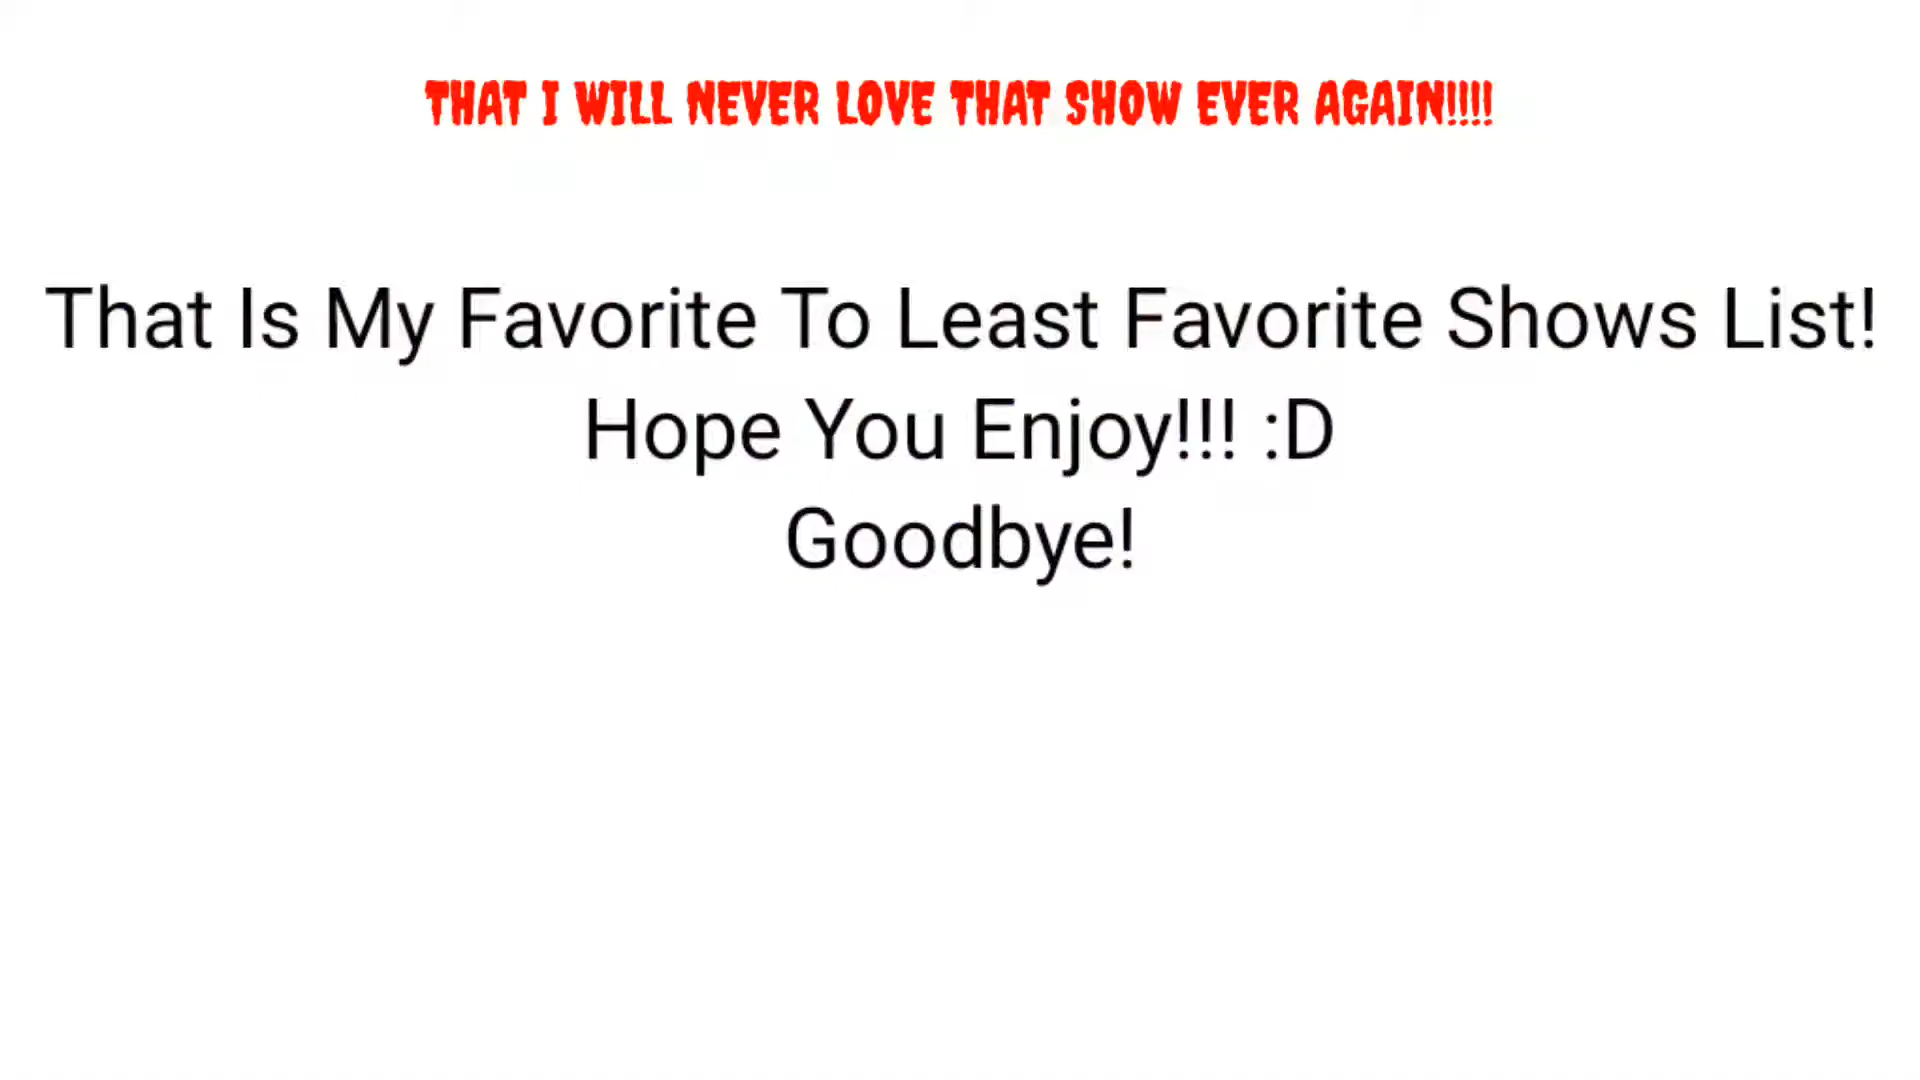 THAT I WILL NEVER LOVE THAT SHOW EVER AGAIN!!!!
That Is My Favorite To Least Favorite Shows List!
Hope You Enjoy!!! :D
Goodbye!